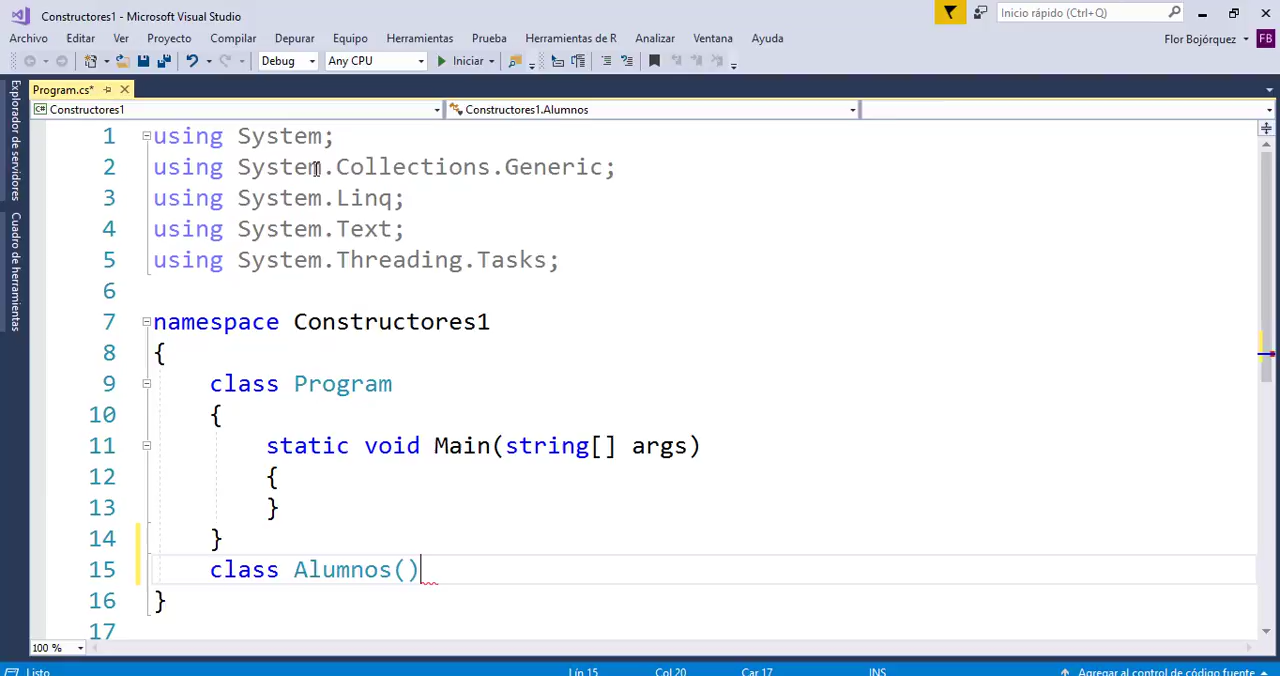 Constructores1 - Microsoft Visual Studio
Inicio rápido (Ctrl+Q)
Archivo Editar Ver Proyecto Compilar Depurar Equipo Herramientas Prueba Herramientas de R Analizar Ventana Ayuda
Flor Bojórquez FB
Debug Any CPU Iniciar
Program.cs*
Constructores1 Constructores1.Alumnos
Explorador de servidores
Cuadro de herramientas
1 using System;
2 using System.Collections.Generic;
3 using System.Linq;
4 using System.Text;
5 using System.Threading.Tasks;
6
7 namespace Constructores1
8 {
9 class Program
10 {
11 static void Main(string[] args)
12 {
13 }
14 }
15 class Alumnos()
16 }
17
100 %
Listo Lín 15 Col 20 Car 17 INS Agregar al control de código fuente